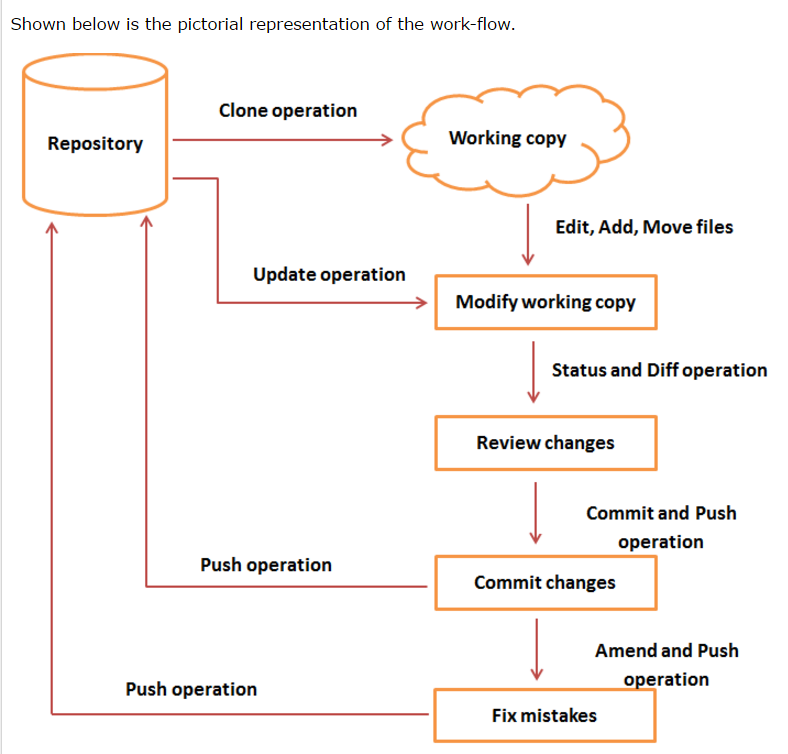 Shown below is the pictorial representation of the work-flow.
Clone operation
Repository
Working copy
Edit, Add, Move files
Update operation
Modify working copy
Status and Diff operation
Review changes
Commit and Push
operation
Push operation
Commit changes
Amend and Push
operation
Push operation
Fix mistakes